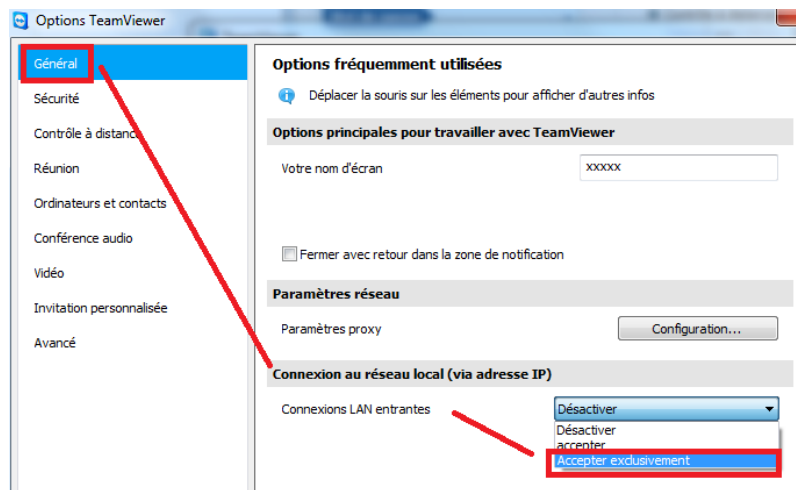 Options TeamViewer
Général
Sécurité
Contrôle à distance
Réunion
Ordinateurs et contacts
Conférence audio
Vidéo
Invitation personnalisée
Avancé
Options fréquemment utilisées
Déplacer la souris sur les éléments pour afficher d'autres infos
Options principales pour travailler avec TeamViewer
Votre nom d'écran
xxxxx
Fermer avec retour dans la zone de notification
Paramètres réseau
Paramètres proxy
Configuration...
Connexion au réseau local (via adresse IP)
Connexions LAN entrantes
Désactiver
Désactiver
accepter
Accepter exclusivement